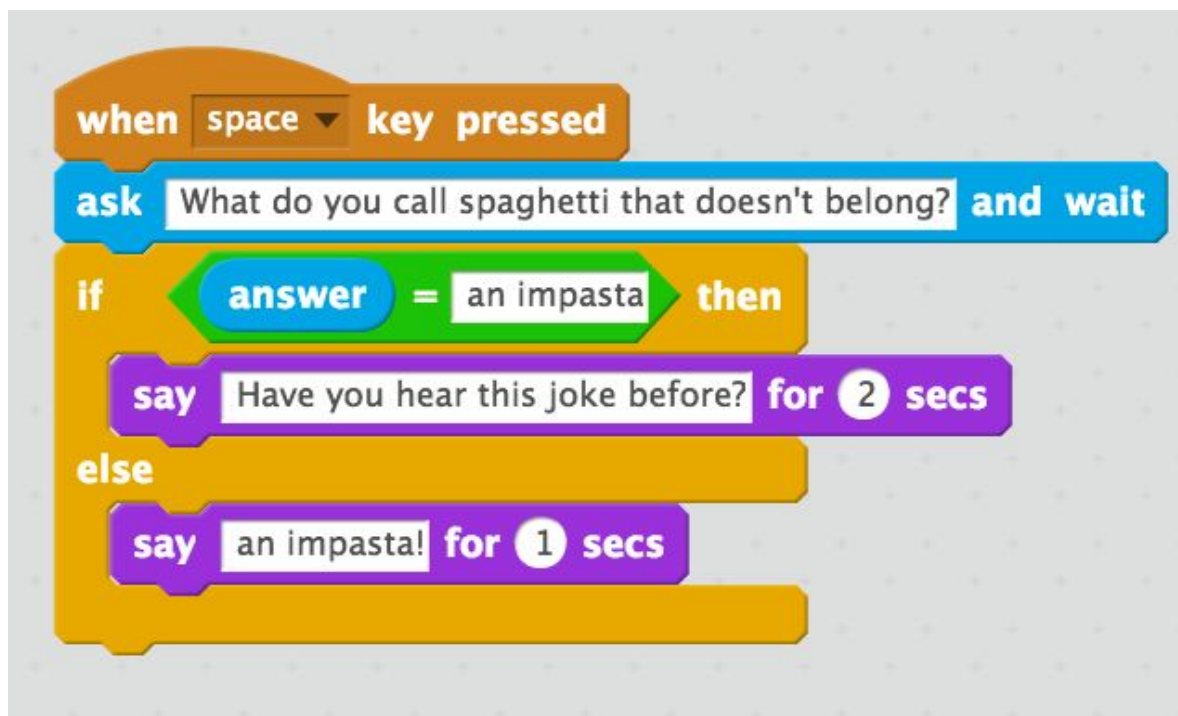 when space key pressed
ask What do you call spaghetti that doesn't belong? and wait
if answer = an impasta then
say Have you hear this joke before? for 2 secs
else
say an impasta! for 1 secs